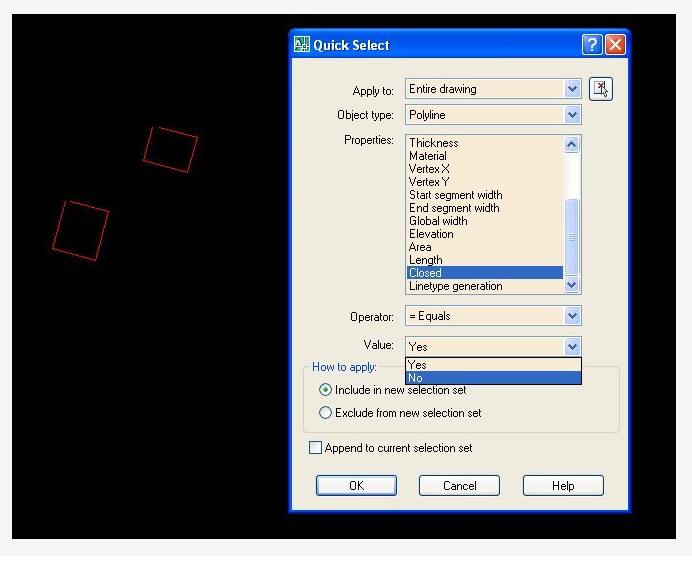 Quick Select
Apply to: Entire drawing
Object type: Polyline
Properties: Thickness
Material
Vertex X
Vertex Y
Start segment width
End segment width
Global width
Elevation
Area
Length
Closed
Linetype generation
Operator: = Equals
Value: Yes
Yes
How to apply:
No
Include in new selection set
Exclude from new selection set
Append to current selection set
OK Cancel Help